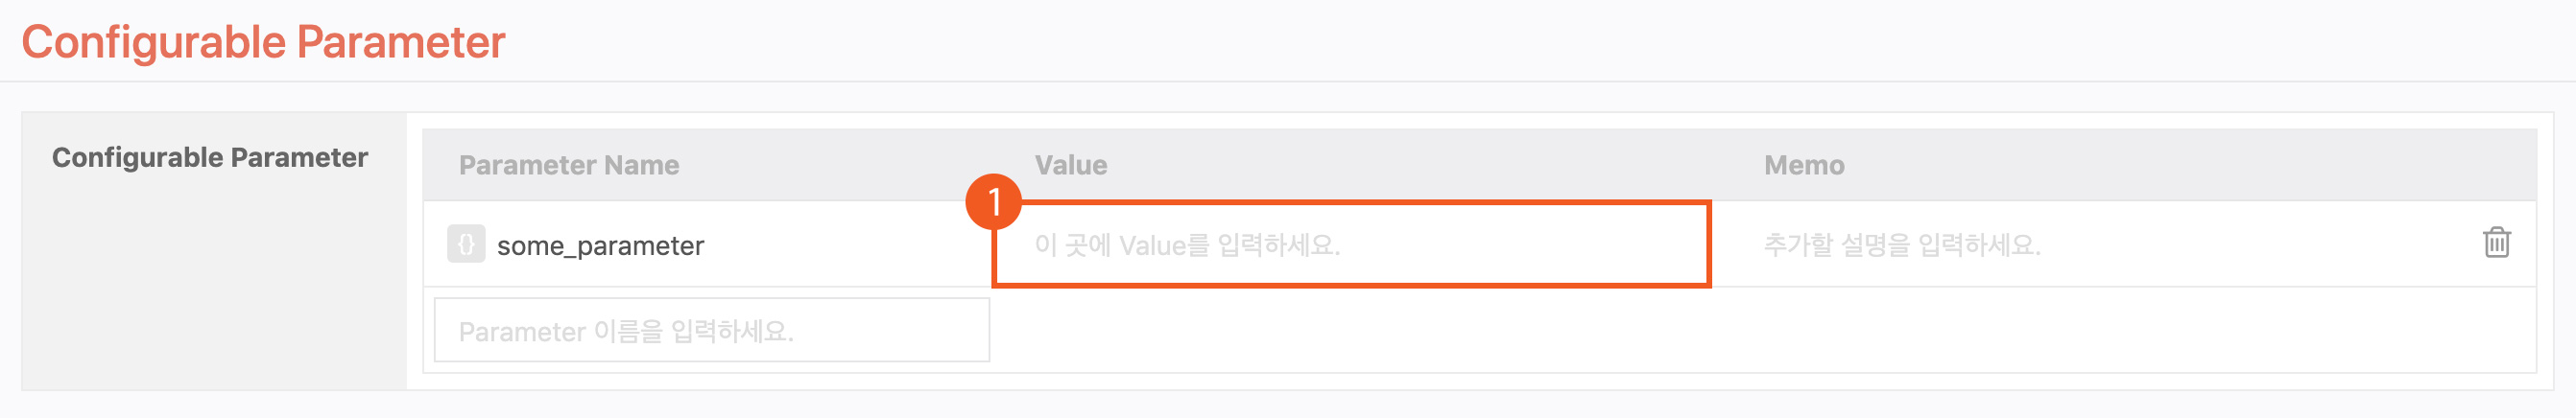 Configurable Parameter
Configurable Parameter
Parameter Name Value Memo
1
{} some_parameter 이 곳에 Value를 입력하세요. 추가할 설명을 입력하세요.
Parameter 이름을 입력하세요.